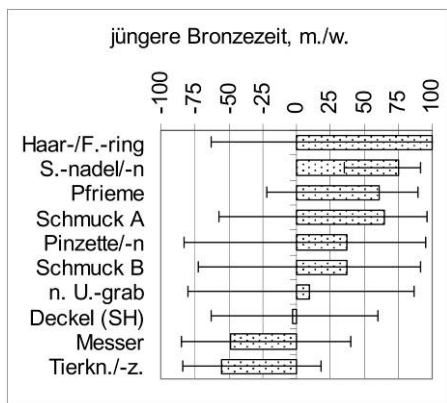 jüngere Bronzezeit, m./w.
-100 -75 -50 -25 0 25 50 75 100
Haar-/F.-ring
S.-nadel/-n
Pfrieme
Schmuck A
Pinzette/-n
Schmuck B
n. U.-grab
Deckel (SH)
Messer
Tierkn./-z.